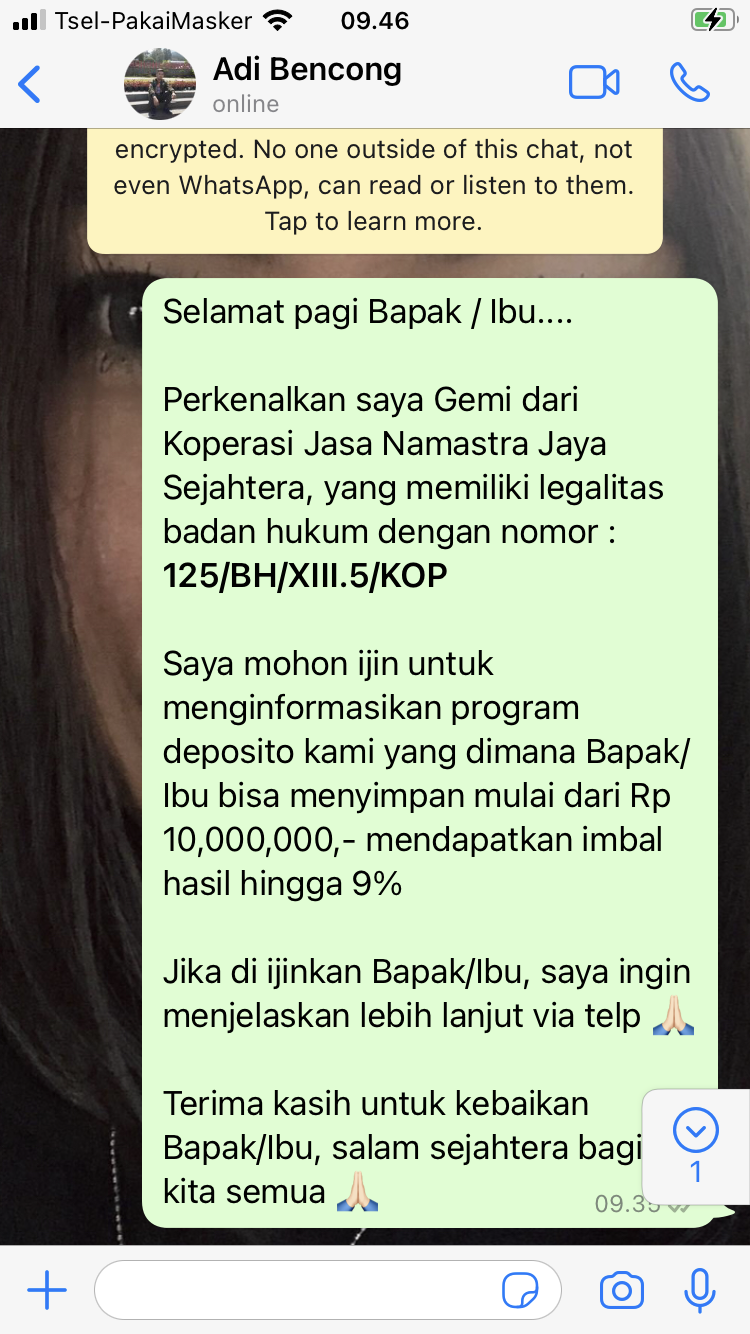 Tsel-PakaiMasker
09.46
Adi Bencong
online
encrypted. No one outside of this chat, not
even WhatsApp, can read or listen to them.
Tap to learn more.
Selamat pagi Bapak / Ibu....
Perkenalkan saya Gemi dari
Koperasi Jasa Namastra Jaya
Sejahtera, yang memiliki legalitas
badan hukum dengan nomor :
125/BH/XIII.5/KOP
Saya mohon ijin untuk
menginformasikan program
deposito kami yang dimana Bapak/
Ibu bisa menyimpan mulai dari Rp
10,000,000,- mendapatkan imbal
hasil hingga 9%
Jika di ijinkan Bapak/Ibu, saya ingin
menjelaskan lebih lanjut via telp 🙏🏻
Terima kasih untuk kebaikan
Bapak/Ibu, salam sejahtera bagi
kita semua 🙏🏻
1